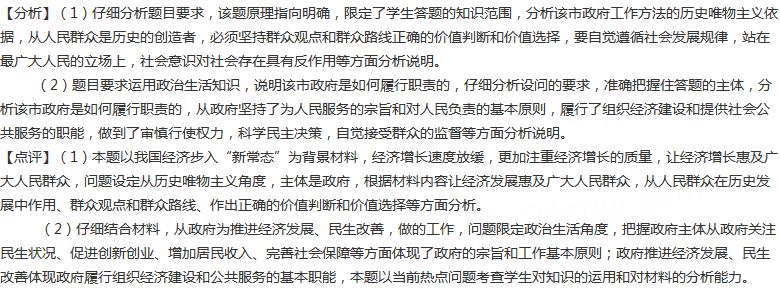 【分析】（1）仔细分析题目要求，该题原理指向明确，限定了学生答题的知识范围，分析该市政府工作方法的历史唯物主义依
据，从人民群众是历史的创造者，必须坚持群众观点和群众路线正确的价值判断和价值选择，要自觉遵循社会发展规律，站在
最广大人民的立场上，社会意识对社会存在具有反作用等方面分析说明。
（2）题目要求运用政治生活知识，说明该市政府是如何履行职责的，仔细分析设问的要求，准确把握住答题的主体，分
析该市政府是如何履行职责的，从政府坚持了为人民服务的宗旨和对人民负责的基本原则，履行了组织经济建设和提供社会公
共服务的职能，做到了审慎行使权力，科学民主决策，自觉接受群众的监督等方面分析说明。
【点评】（1）本题以我国经济步入“新常态”为背景材料，经济增长速度放缓，更加注重经济增长的质量，让经济增长惠及广
大人民群众，问题设定从历史唯物主义角度，主体是政府，根据材料内容让经济发展惠及广大人民群众，从人民群众在历史发
展中作用、群众观点和群众路线、作出正确的价值判断和价值选择等方面分析。
（2）仔细结合材料，从政府为推进经济发展、民生改善，做的工作，问题限定政治生活角度，把握政府主体从政府关注
民生状况、促进创新创业、增加居民收入、完善社会保障等方面体现了政府的宗旨和工作基本原则；政府推进经济发展、民生
改善体现政府履行组织经济建设和公共服务的基本职能，本题以当前热点问题考查学生对知识的运用和对材料的分析能力。